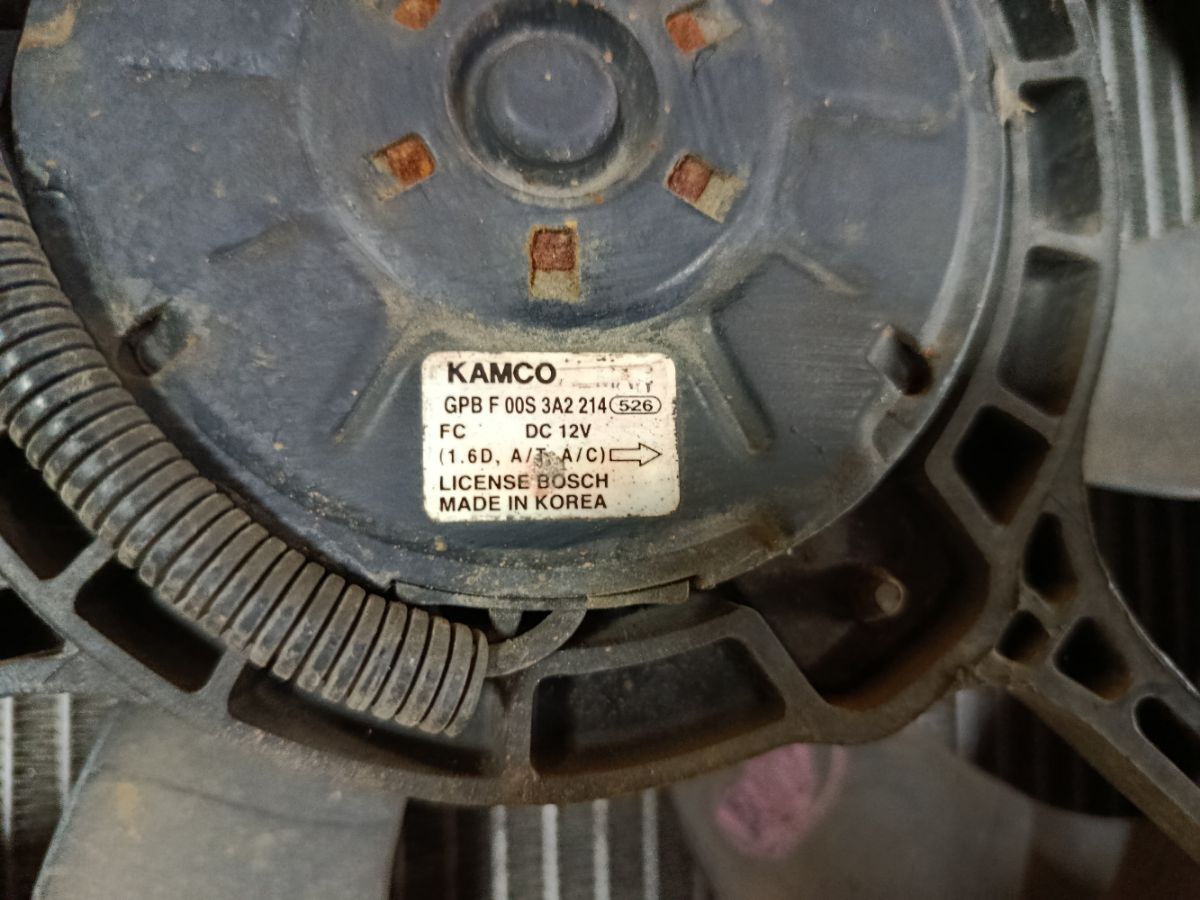 KAMCO
GPB F 00S 3A2 214 526
FC DC 12V
(1.6D, A/T, A/C)
LICENSE BOSCH
MADE IN KOREA